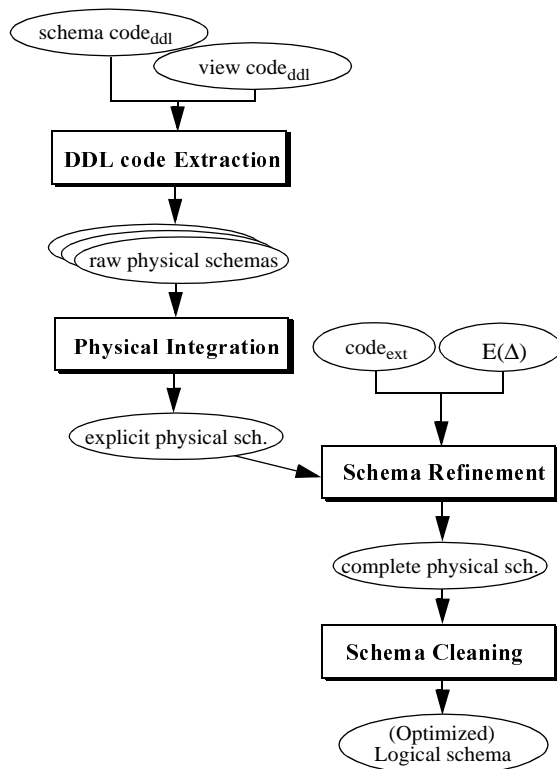 schema code_ddl
view code_ddl
DDL code Extraction
raw physical schemas
Physical Integration
code_ext
E(Δ)
explicit physical sch.
Schema Refinement
complete physical sch.
Schema Cleaning
(Optimized)
Logical schema